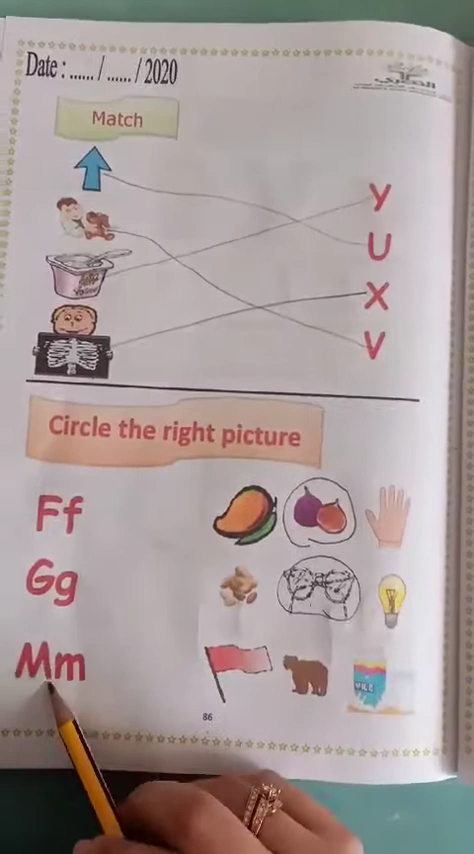 Date : ...... / ...... / 2020
Match
Y
U
X
V
Circle the right picture
Ff
Gg
Mm
86